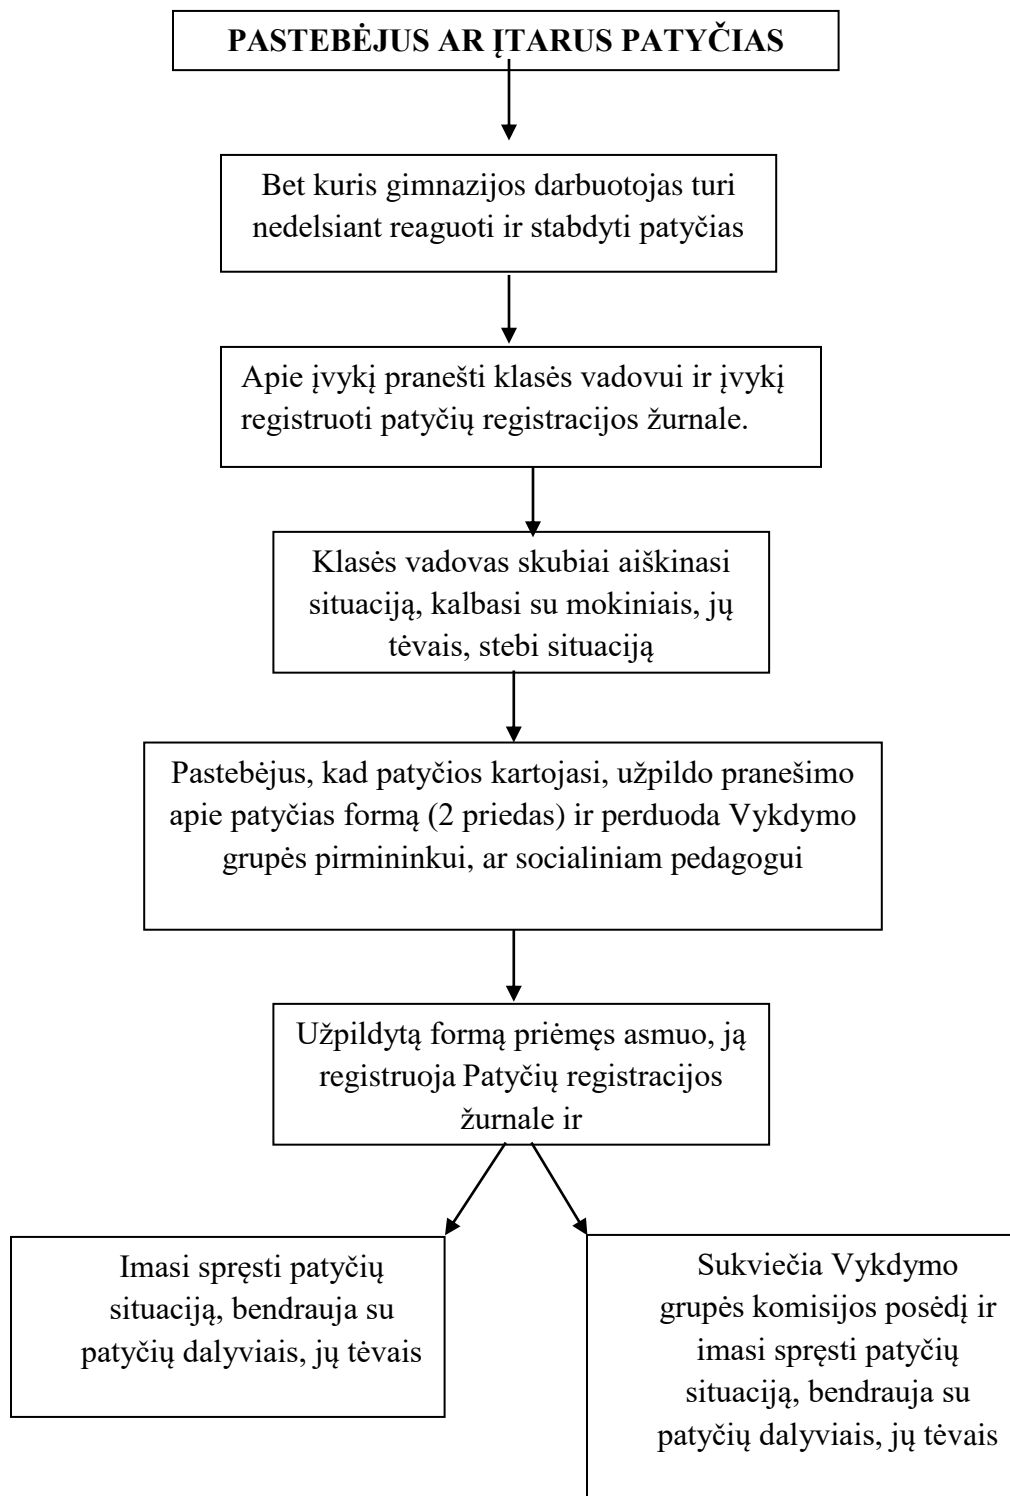 PASTEBĖJUS AR ĮTARUS PATYČIAS
Bet kuris gimnazijos darbuotojas turi
nedelsiant reaguoti ir stabdyti patyčias
Apie įvykį pranešti klasės vadovui ir įvykį
registruoti patyčių registracijos žurnale.
Klasės vadovas skubiai aiškinasi
situaciją, kalbasi su mokiniais, jų
tėvais, stebi situaciją
Pastebėjus, kad patyčios kartojasi, užpildo pranešimo
apie patyčias formą (2 priedas) ir perduoda Vykdymo
grupės pirmininkui, ar socialiniam pedagogui
Užpildytą formą priėmęs asmuo, ją
registruoja Patyčių registracijos
žurnale ir
Imasi spręsti patyčių
situaciją, bendrauja su
patyčių dalyviais, jų tėvais
Sukviečia Vykdymo
grupės komisijos posėdį ir
imasi spręsti patyčių
situaciją, bendrauja su
patyčių dalyviais, jų tėvais